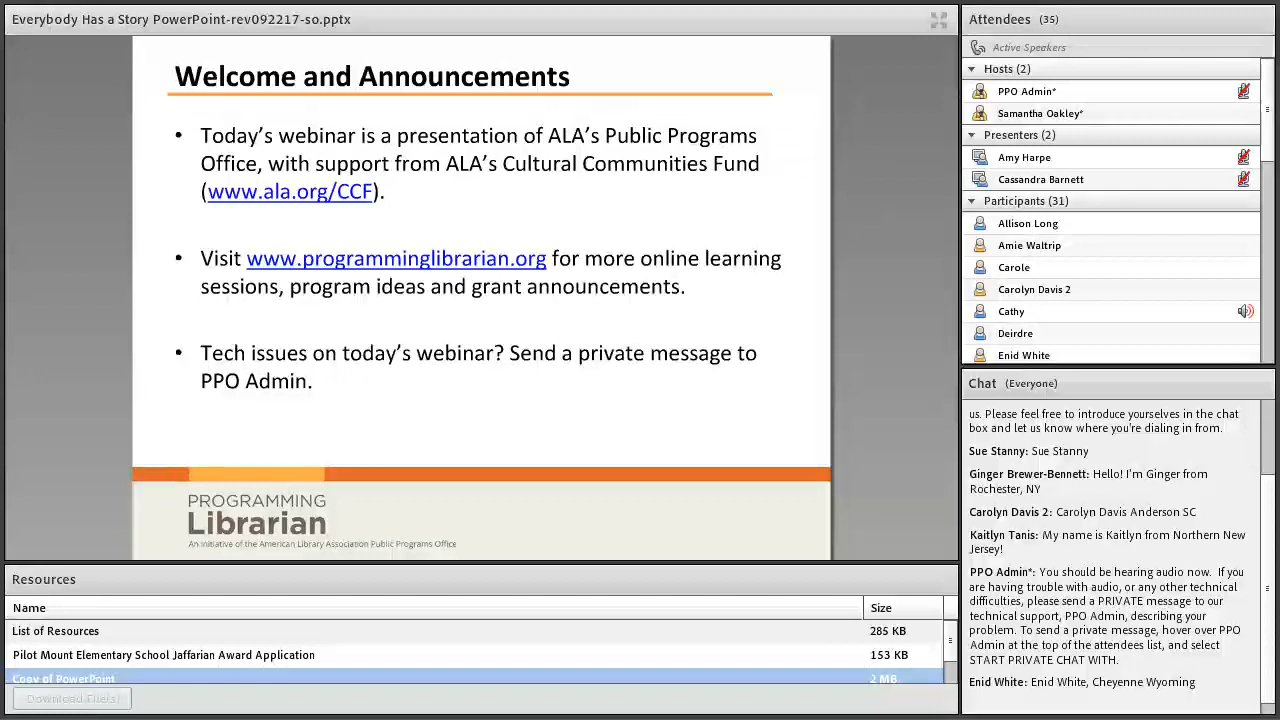 Everybody Has a Story PowerPoint-rev092217-so.pptx
Welcome and Announcements
• Today's webinar is a presentation of ALA's Public Programs
Office, with support from ALA's Cultural Communities Fund
(www.ala.org/CCF).
• Visit www.programminglibrarian.org for more online learning
sessions, program ideas and grant announcements.
• Tech issues on today's webinar? Send a private message to
PPO Admin.
PROGRAMMING
Librarian
An initiative of the American Library Association Public Programs Office
Resources
Name Size
List of Resources 285 KB
Pilot Mount Elementary School Jaffarian Award Application 153 KB
Copy of PowerPoint 2 MB
Download File(s)
Attendees (35)
Active Speakers
Hosts (2)
PPO Admin*
Samantha Oakley*
Presenters (2)
Amy Harpe
Cassandra Barnett
Participants (31)
Allison Long
Amie Waltrip
Carole
Carolyn Davis 2
Cathy
Deirdre
Enid White
Chat (Everyone)
us. Please feel free to introduce yourselves in the chat
box and let us know where you're dialing in from.
Sue Stanny: Sue Stanny
Ginger Brewer-Bennett: Hello! I'm Ginger from
Rochester, NY
Carolyn Davis 2: Carolyn Davis Anderson SC
Kaitlyn Tanis: My name is Kaitlyn from Northern New
Jersey!
PPO Admin*: You should be hearing audio now. If you
are having trouble with audio, or any other technical
difficulties, please send a PRIVATE message to our
technical support, PPO Admin, describing your
problem. To send a private message, hover over PPO
Admin at the top of the attendees list, and select
START PRIVATE CHAT WITH.
Enid White: Enid White, Cheyenne Wyoming